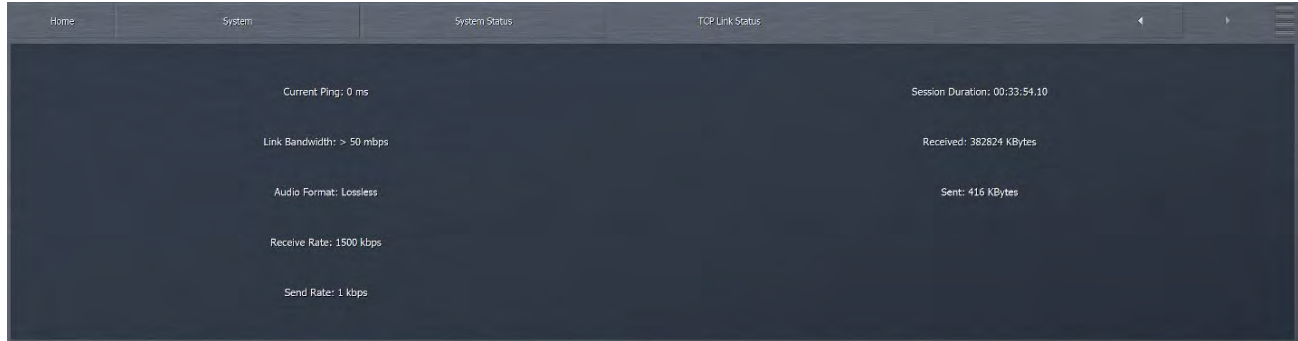 Home System System Status TCP Link Status
Current Ping: 0 ms
Session Duration: 00:33:54.10
Link Bandwidth: > 50 mbps
Received: 382824 KBytes
Audio Format: Lossless
Sent: 416 KBytes
Receive Rate: 1500 kbps
Send Rate: 1 kbps